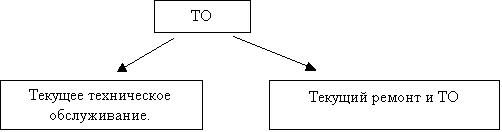 ТО
Текущее техническое
обслуживание.
Текущий ремонт и ТО